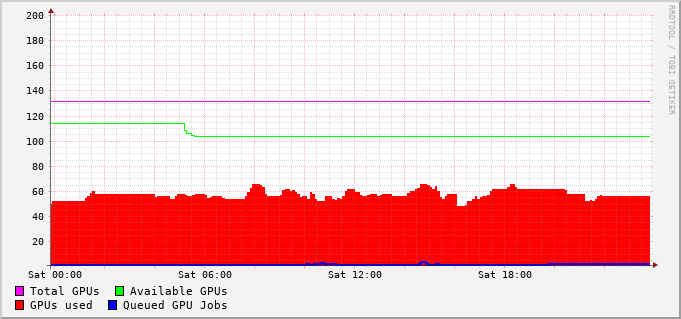 200
180
160
140
120
100
80
60
40
20
Sat 00:00 Sat 06:00 Sat 12:00 Sat 18:00
Total GPUs Available GPUs
GPUs used Queued GPU Jobs
RRDTOOL / TOBI OETIKER